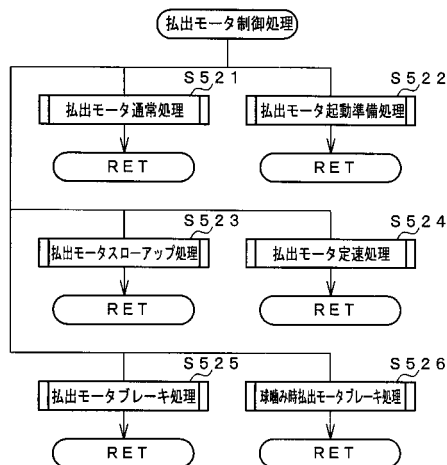 払出モータ制御処理
S521
払出モータ通常処理
RET
S522
払出モータ起動準備処理
RET
S523
払出モータスローアップ処理
RET
S524
払出モータ定速処理
RET
S525
払出モータブレーキ処理
RET
S526
球噛み時払出モータブレーキ処理
RET